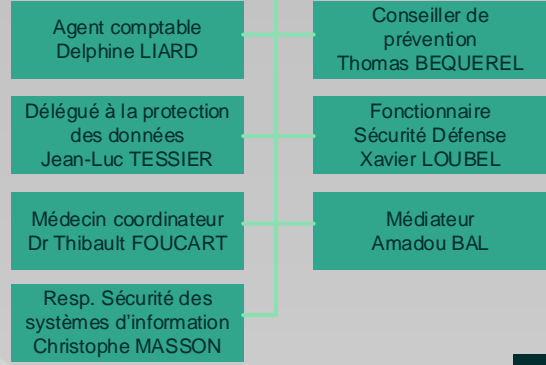 Agent comptable
Delphine LIARD
Conseiller de
prévention
Thomas BEQUEREL
Délégué à la protection
des données
Jean-Luc TESSIER
Fonctionnaire
Sécurité Défense
Xavier LOUBEL
Médecin coordinateur
Dr Thibault FOUCART
Médiateur
Amadou BAL
Resp. Sécurité des
systèmes d’information
Christophe MASSON